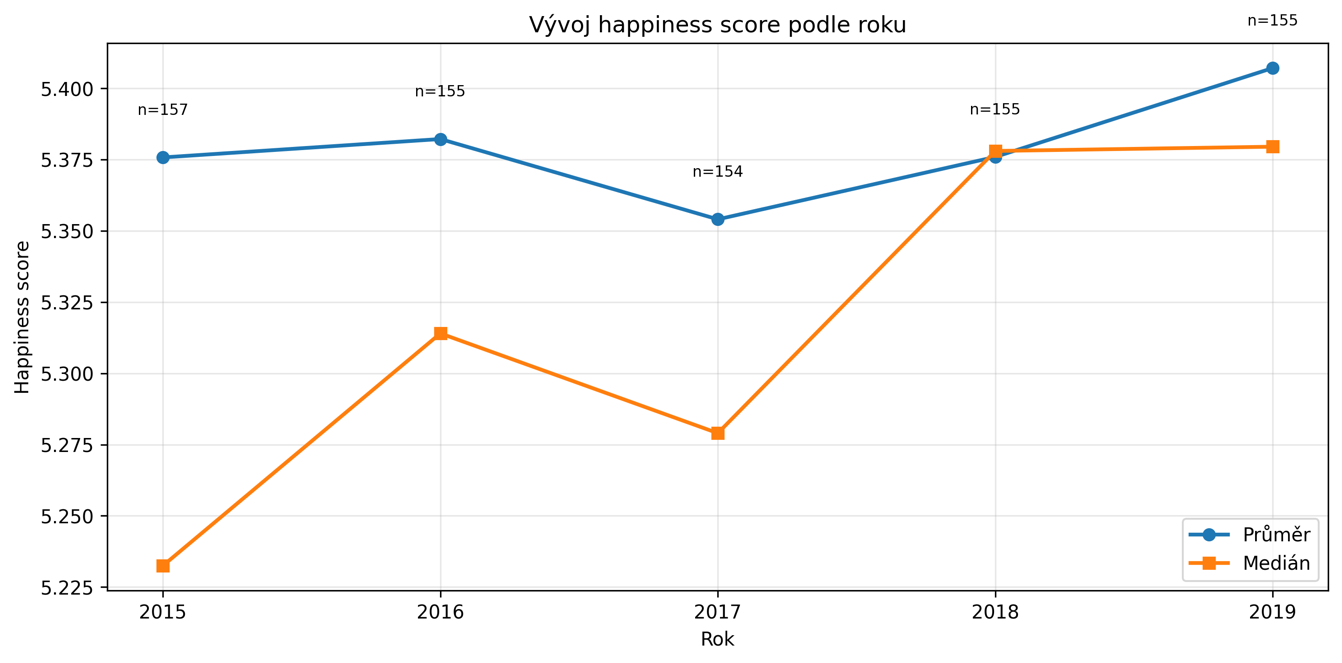 Vývoj happiness score podle roku
n=157
n=155
n=154
n=155
n=155
Happiness score
5.400
5.375
5.350
5.325
5.300
5.275
5.250
5.225
2015
2016
2017
2018
2019
Rok
Průměr
Medián